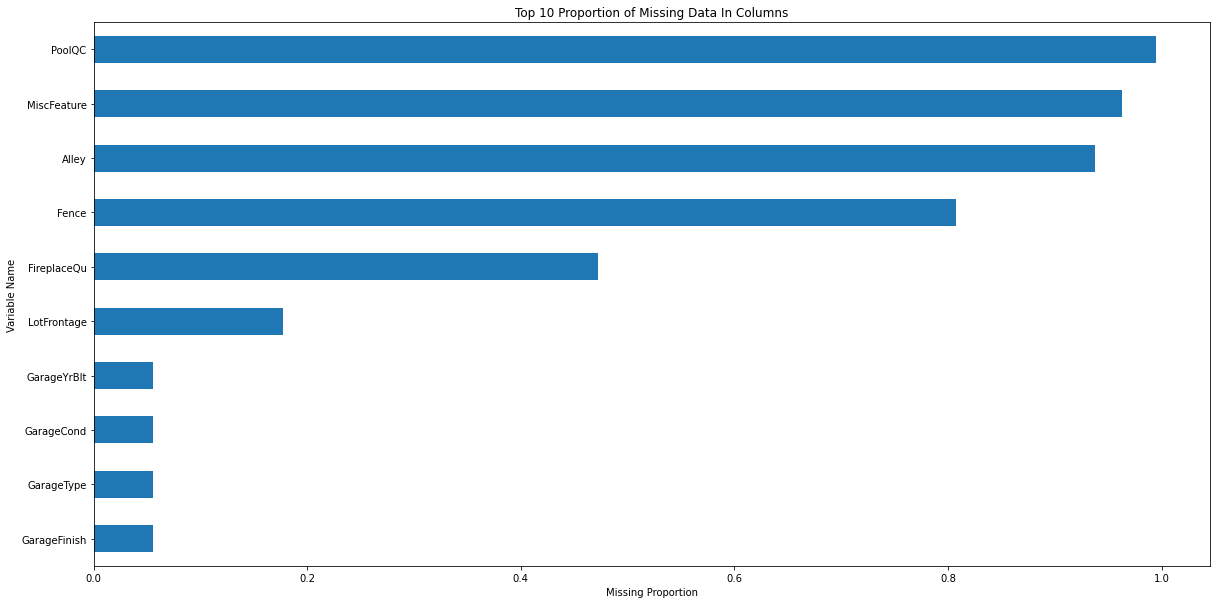 Top 10 Proportion of Missing Data In Columns
Variable Name
PoolQC
MiscFeature
Alley
Fence
FireplaceQu
LotFrontage
GarageYrBlt
GarageCond
GarageType
GarageFinish
0.0 0.2 0.4 0.6 0.8 1.0
Missing Proportion